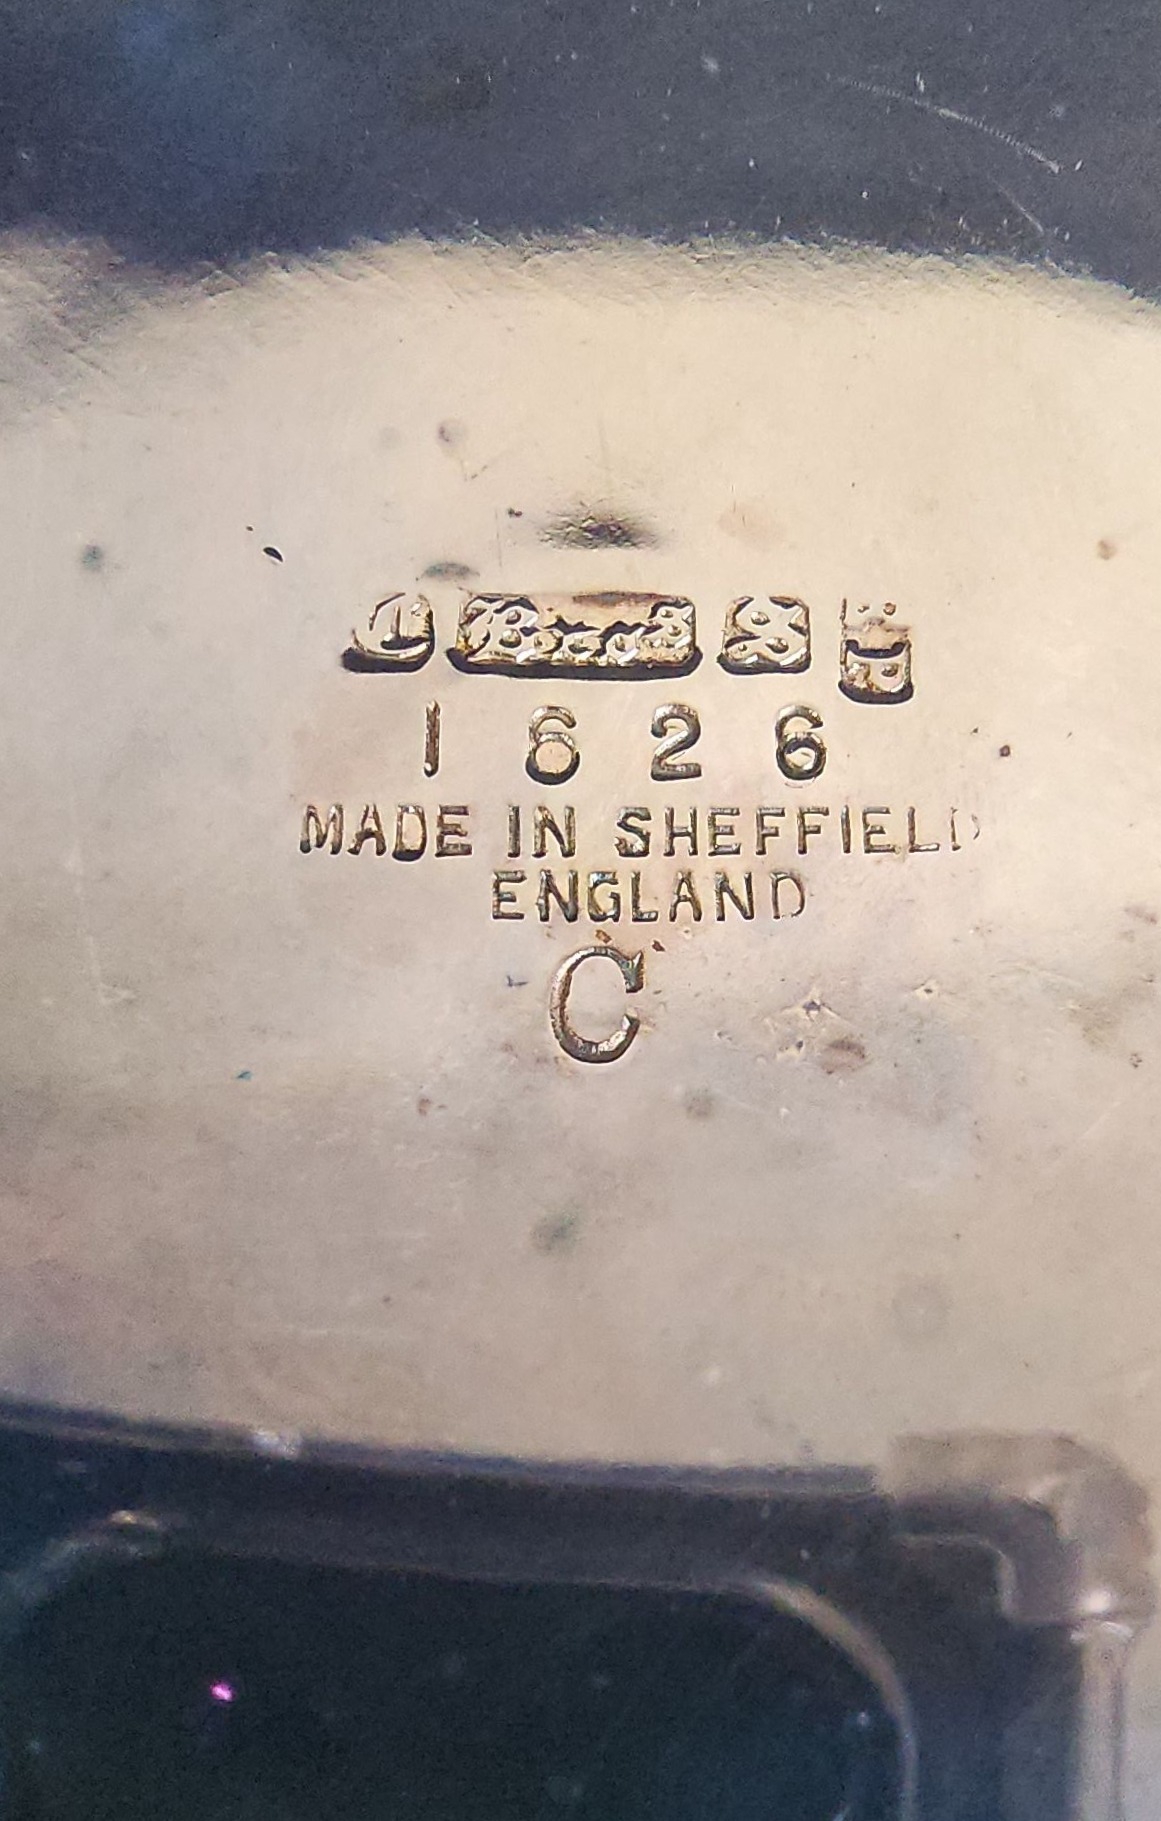 1626
MADE IN SHEFFIELD
ENGLAND
C